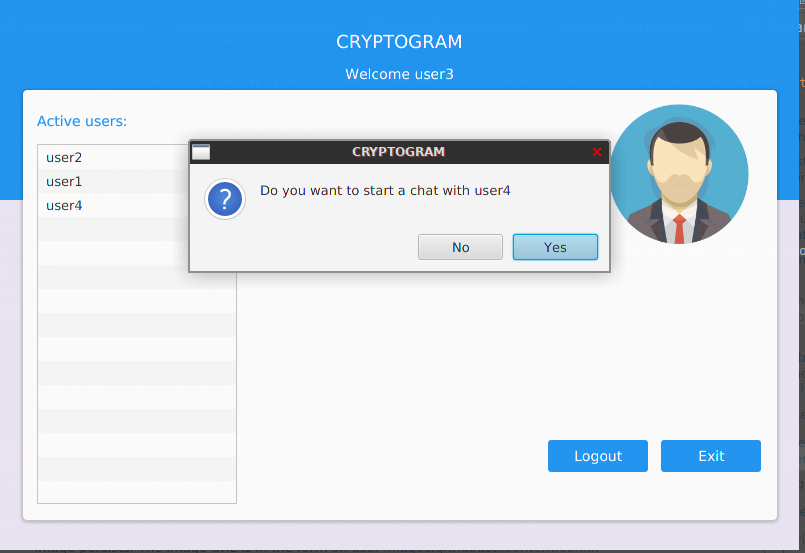 CRYPTOGRAM
Welcome user3
Active users:
user2
user1
user4
CRYPTOGRAM
?
Do you want to start a chat with user4
No
Yes
Logout
Exit